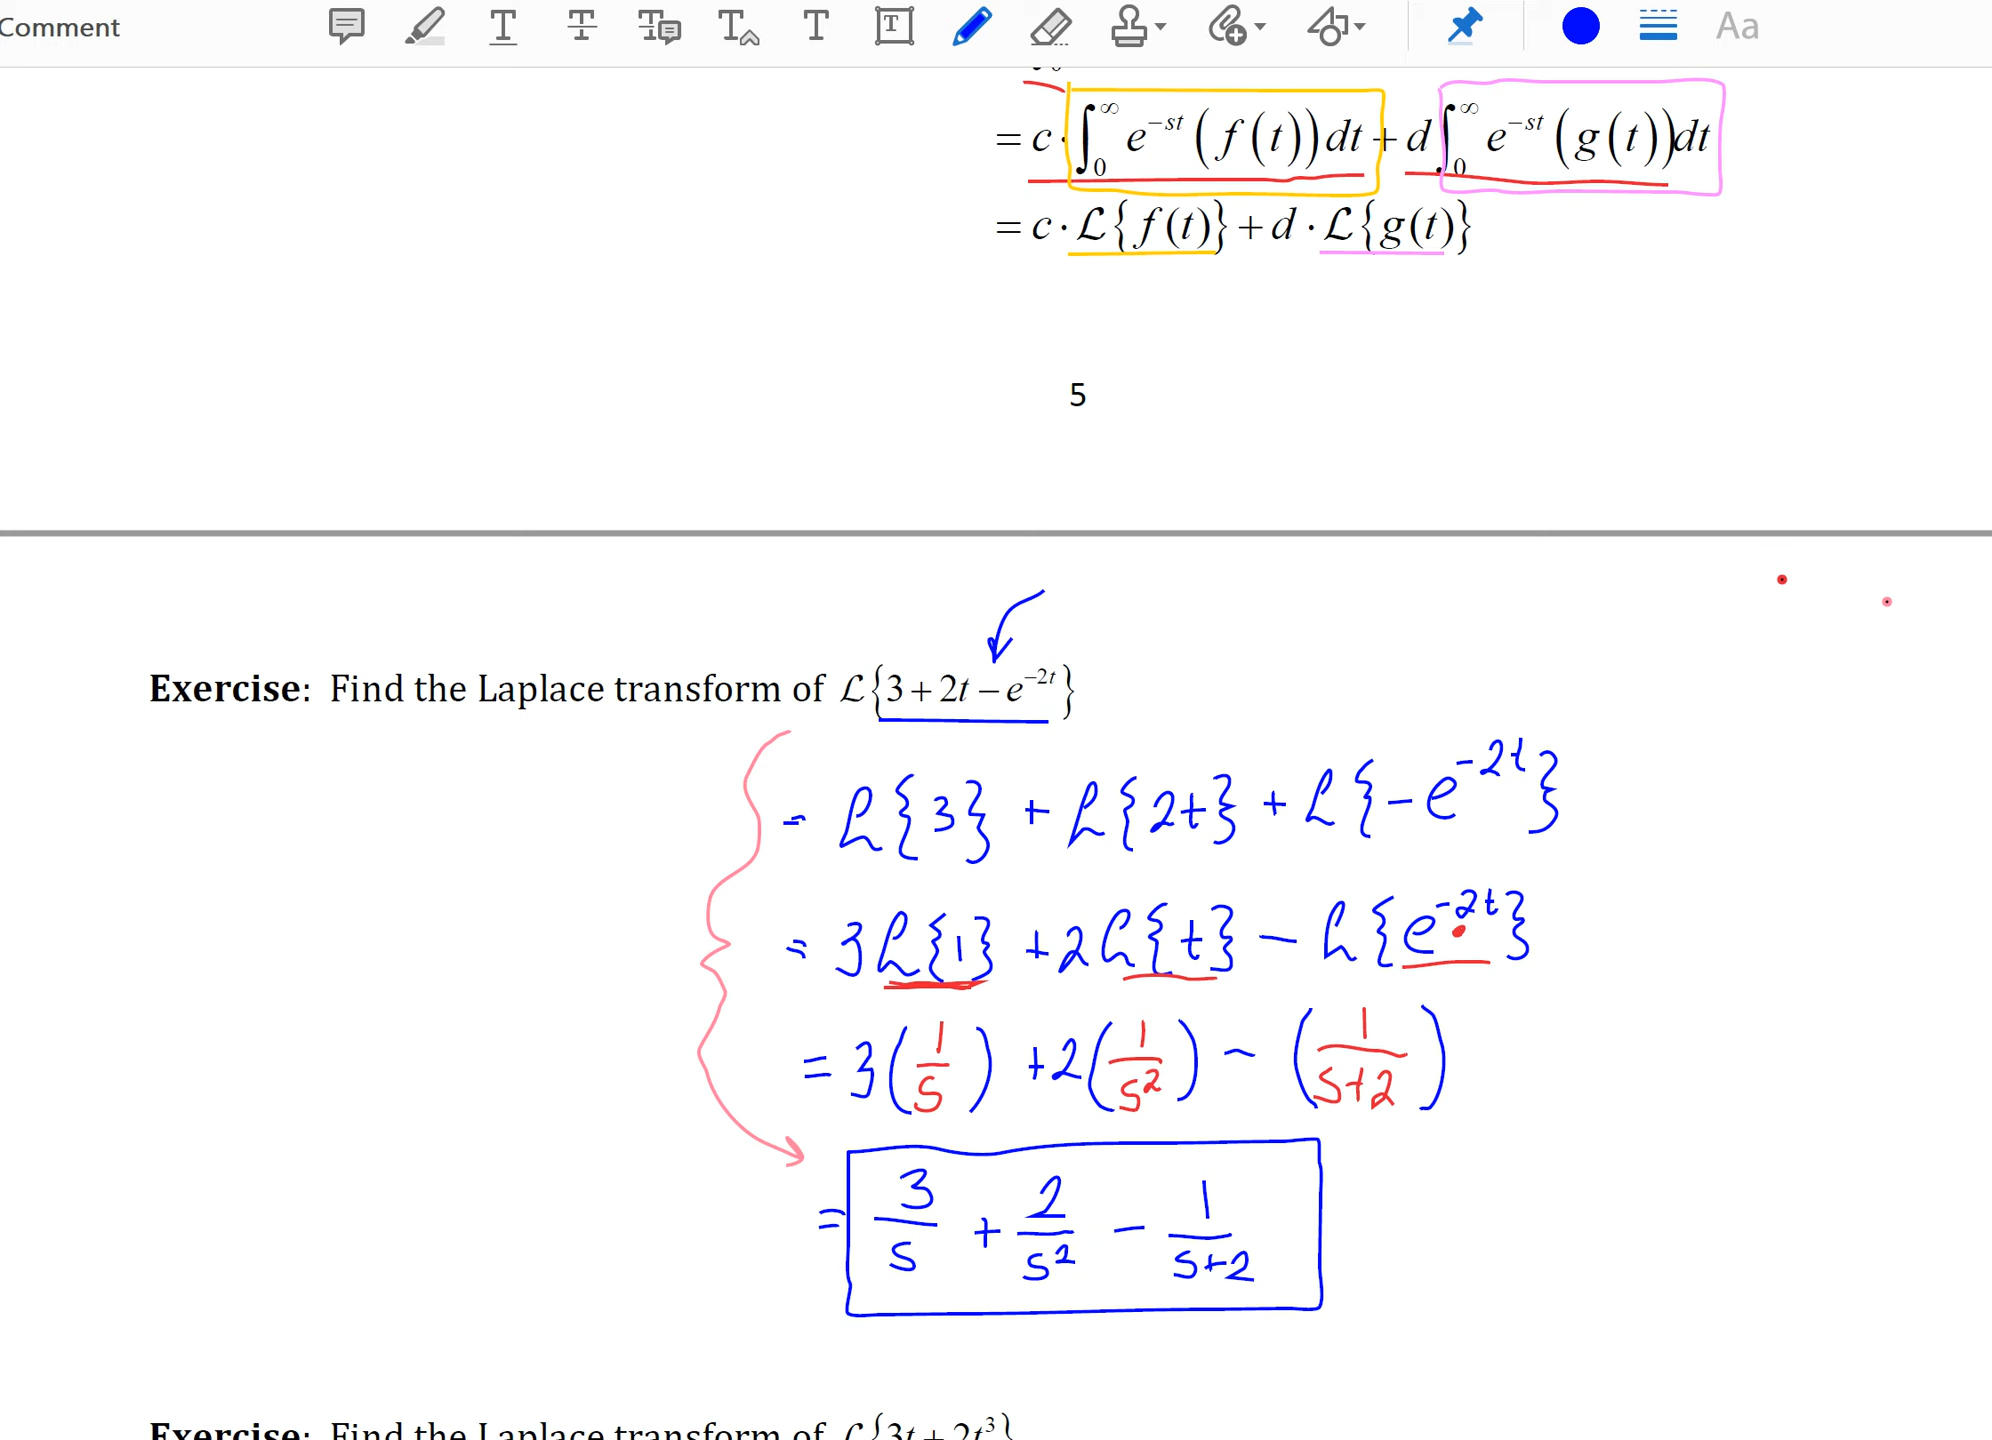 Comment T T T T T T Aa
= c · ∫₀^∞ e^{-st} (f(t)) dt + d ∫₀^∞ e^{-st} (g(t)) dt
= c · ℒ{f(t)} + d · ℒ{g(t)}
5
Exercise: Find the Laplace transform of ℒ{3 + 2t − e^{−2t}}
= ℒ{3} + ℒ{2t} + ℒ{−e^{−2t}}
= 3ℒ{1} + 2ℒ{t} − ℒ{e^{−2t}}
= 3(1/s) + 2(1/s²) − (1/(s+2))
= 3/s + 2/s² − 1/(s+2)
Exercise: Find the Laplace transform of ℒ{3t + 2t³}